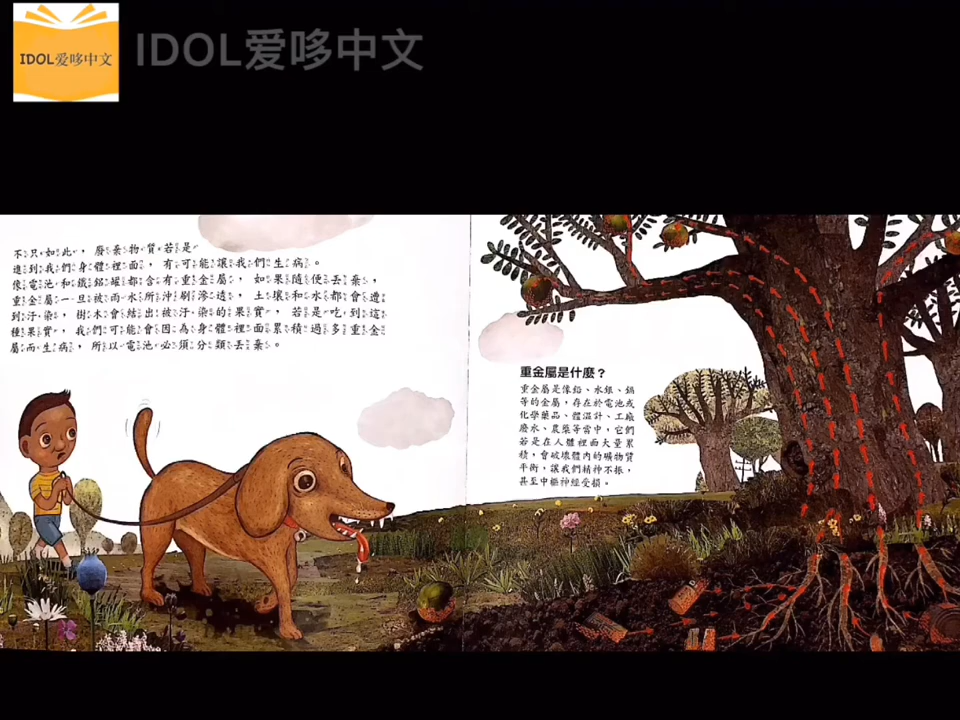 IDOL爱哆中文
IDOL爱哆中文
不只如此，廢棄物質若是
進到我們身體裡面，有可能讓我們生病。
像電池和鐵鋁罐都含有重金屬，如果隨便丟棄，
重金屬一旦被雨水所沖刷滲透，土壤和水都會遭
到汙染，樹木會結出被汙染的果實，若是吃到這
種果實，我們可能會因為身體裡面累積過多重金
屬而生病，所以電池必須分類丟棄。
重金屬是什麼？
重金屬是像鉛、水銀、鎘
等的金屬，存在於電池或
化學藥品、體溫計、工廠
廢水、農藥等當中，它們
若是在人體裡面大量累
積，會破壞體內的礦物質
平衡，讓我們精神不振，
甚至中樞神經受損。